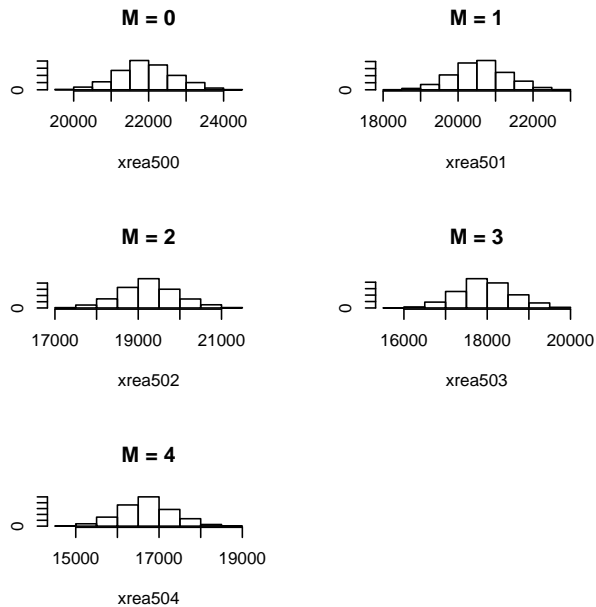 M = 0
0
20000 22000 24000
xrea500
M = 1
0
18000 20000 22000
xrea501
M = 2
0
17000 19000 21000
xrea502
M = 3
0
16000 18000 20000
xrea503
M = 4
0
15000 17000 19000
xrea504